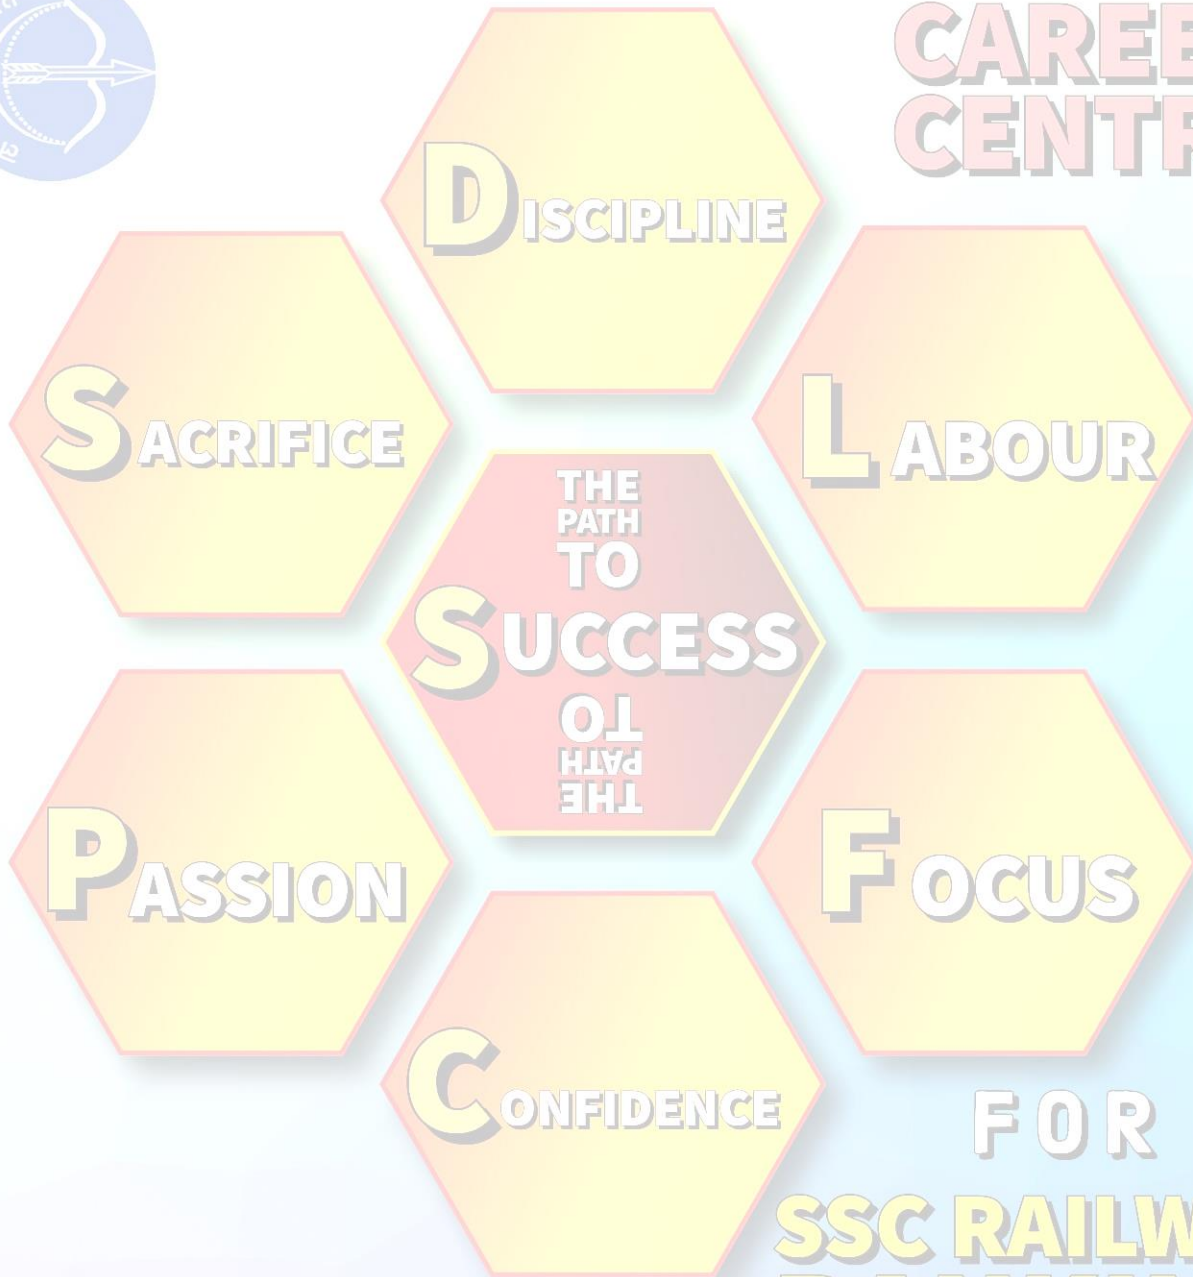 CAREE
CENTR
DISCIPLINE
SACRIFICE
LABOUR
THE
PATH
TO
SUCCESS
TO
PATH
THE
PASSION
FOCUS
CONFIDENCE
FOR
SSC RAILW